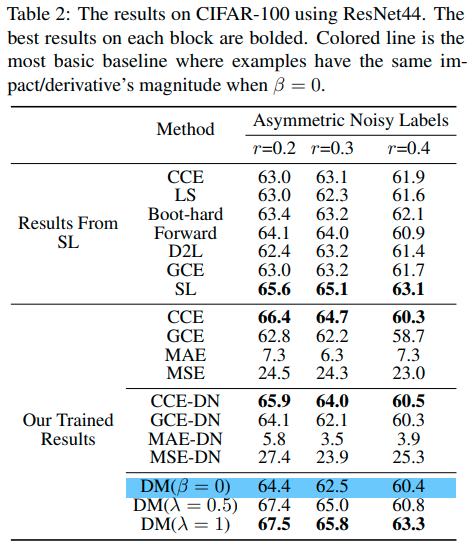 Table 2: The results on CIFAR-100 using ResNet44. The
best results on each block are bolded. Colored line is the
most basic baseline where examples have the same im-
pact/derivative's magnitude when β = 0.
Method Asymmetric Noisy Labels
r=0.2 r=0.3 r=0.4
Results From SL
CCE 63.0 63.1 61.9
LS 63.0 62.3 61.6
Boot-hard 63.4 63.2 62.1
Forward 64.1 64.0 60.9
D2L 62.4 63.2 61.4
GCE 63.0 63.2 61.7
SL 65.6 65.1 63.1
Our Trained Results
CCE 66.4 64.7 60.3
GCE 62.8 62.2 58.7
MAE 7.3 6.3 7.3
MSE 24.5 24.3 23.0
CCE-DN 65.9 64.0 60.5
GCE-DN 64.1 62.1 60.3
MAE-DN 5.8 3.5 3.9
MSE-DN 27.4 23.9 25.3
DM(β = 0) 64.4 62.5 60.4
DM(λ = 0.5) 67.4 65.0 60.8
DM(λ = 1) 67.5 65.8 63.3